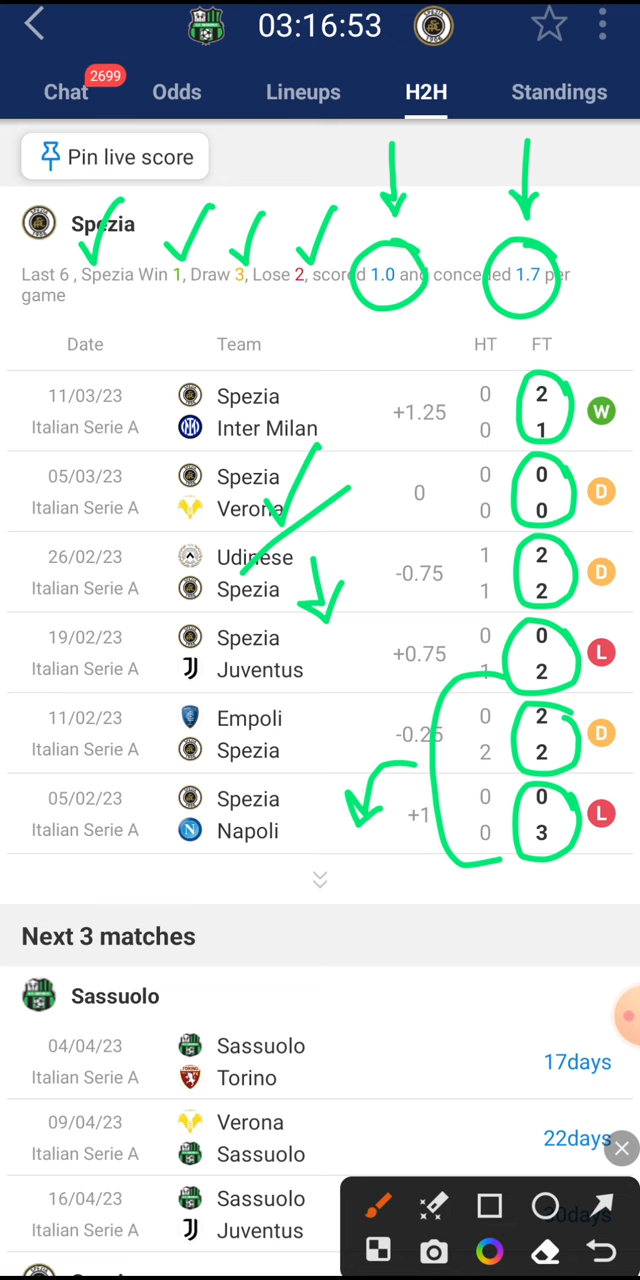 03:16:53
Chat 2699 Odds Lineups H2H Standings
Pin live score
Spezia
Last 6 , Spezia Win 1, Draw 3, Lose 2, scored 1.0 and conceded 1.7 per
game
Date Team HT FT
11/03/23 Spezia 0 2
Italian Serie A Inter Milan +1.25 0 1 W
05/03/23 Spezia 0 0
Italian Serie A Verona 0 0 0 D
26/02/23 Udinese 1 2
Italian Serie A Spezia -0.75 1 2 D
19/02/23 Spezia 0 0
Italian Serie A Juventus +0.75 1 2 L
11/02/23 Empoli 0 2
Italian Serie A Spezia -0.25 2 2 D
05/02/23 Spezia 0 0
Italian Serie A Napoli +1 0 3 L
Next 3 matches
Sassuolo
04/04/23 Sassuolo
Italian Serie A Torino 17days
09/04/23 Verona
Italian Serie A Sassuolo 22days
16/04/23 Sassuolo
Italian Serie A Juventus 30days